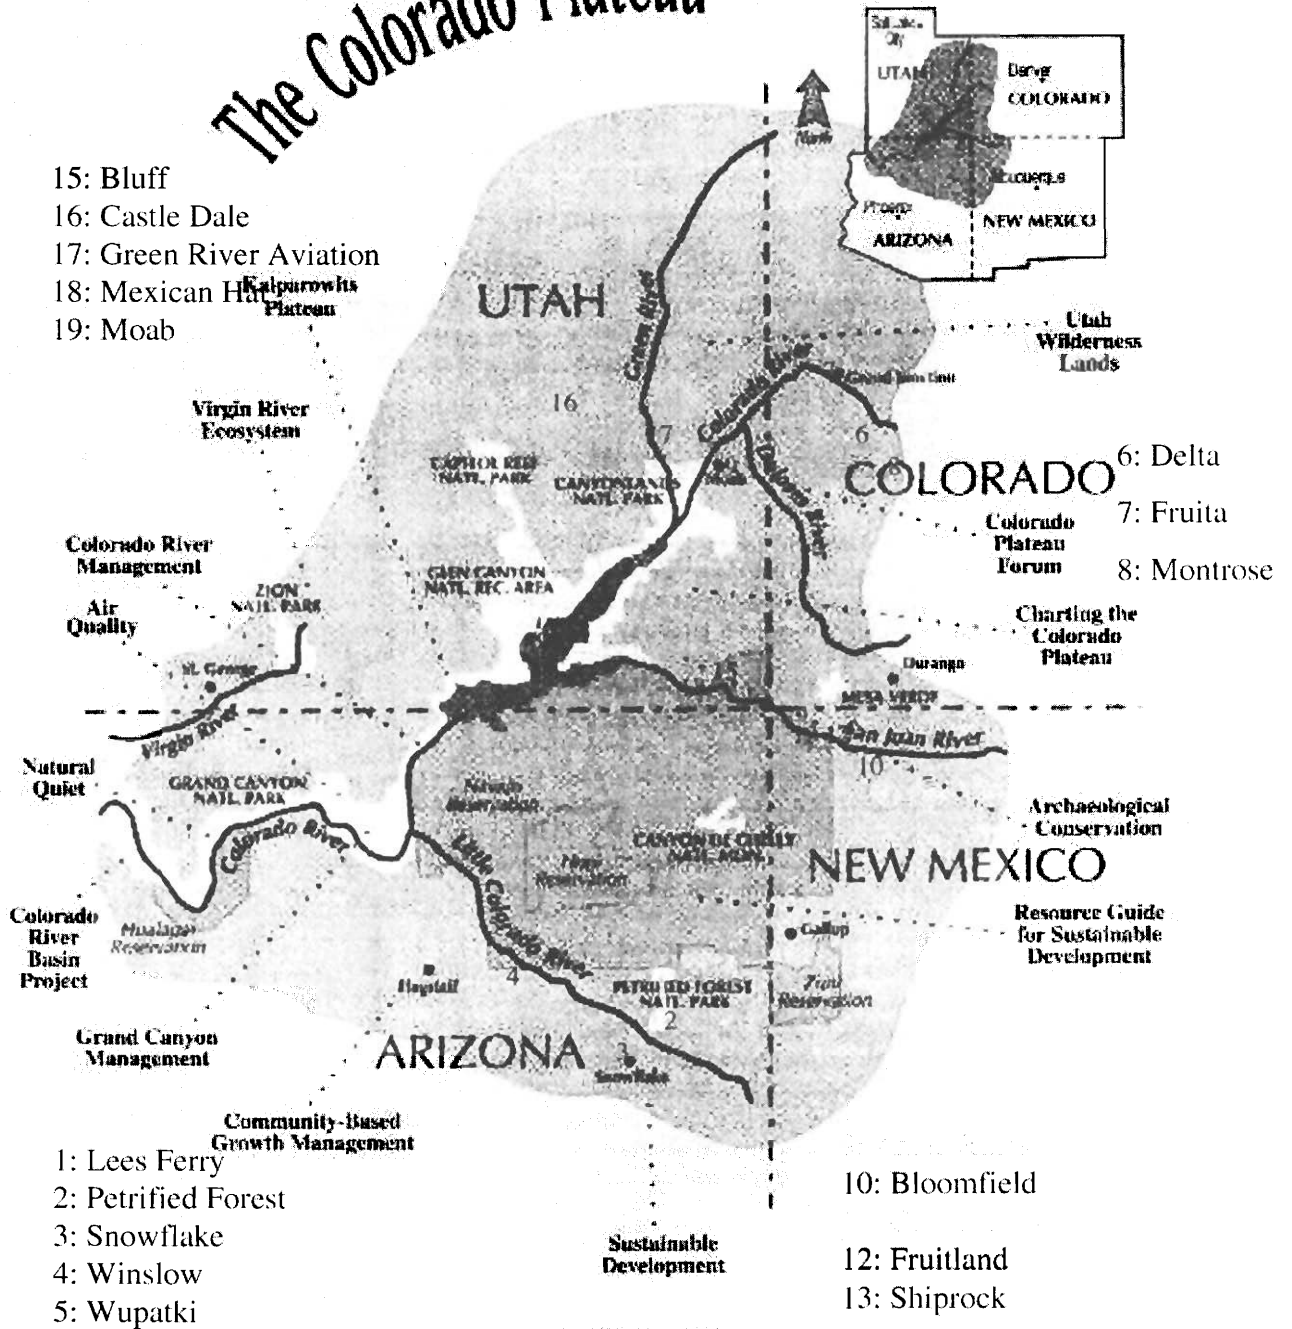 The Colorado Plateau
Salt Lake
City
UTAH
Denver
COLORADO
Albuquerque
Phoenix
NEW MEXICO
ARIZONA
North
15: Bluff
16: Castle Dale
17: Green River Aviation
18: Mexican Hat
19: Moab
Kaiparowits
Plateau
UTAH
Green River
Utah
Wilderness
Lands
Colorado River
Grand Junction
16
Virgin River
Ecosystem
6
CAPITOL REEF
NATL. PARK
CANYONLANDS
NATL. PARK
Moab
Dolores River
COLORADO
6: Delta
7: Fruita
8: Montrose
Colorado
Plateau
Forum
Colorado River
Management
Air
Quality
ZION
NATL. PARK
GLEN CANYON
NATL. REC. AREA
Charting the
Colorado
Plateau
St. George
Durango
MESA VERDE
Virgin River
San Juan River
10
Natural
Quiet
GRAND CANYON
NATL. PARK
Navajo
Reservation
Colorado River
Archaeological
Conservation
CANYON DE CHELLY
NATL. MON.
Hopi
Reservation
Little Colorado River
NEW MEXICO
Colorado
River
Basin
Project
Hualapai
Reservation
Resource Guide
for Sustainable
Development
Gallup
Flagstaff
4
PETRIFIED FOREST
NATL. PARK
Zuni
Reservation
2
Grand Canyon
Management
ARIZONA
3
Snowflake
Community-Based
Growth Management
1: Lees Ferry
2: Petrified Forest
3: Snowflake
4: Winslow
5: Wupatki
10: Bloomfield
12: Fruitland
13: Shiprock
Sustainable
Development